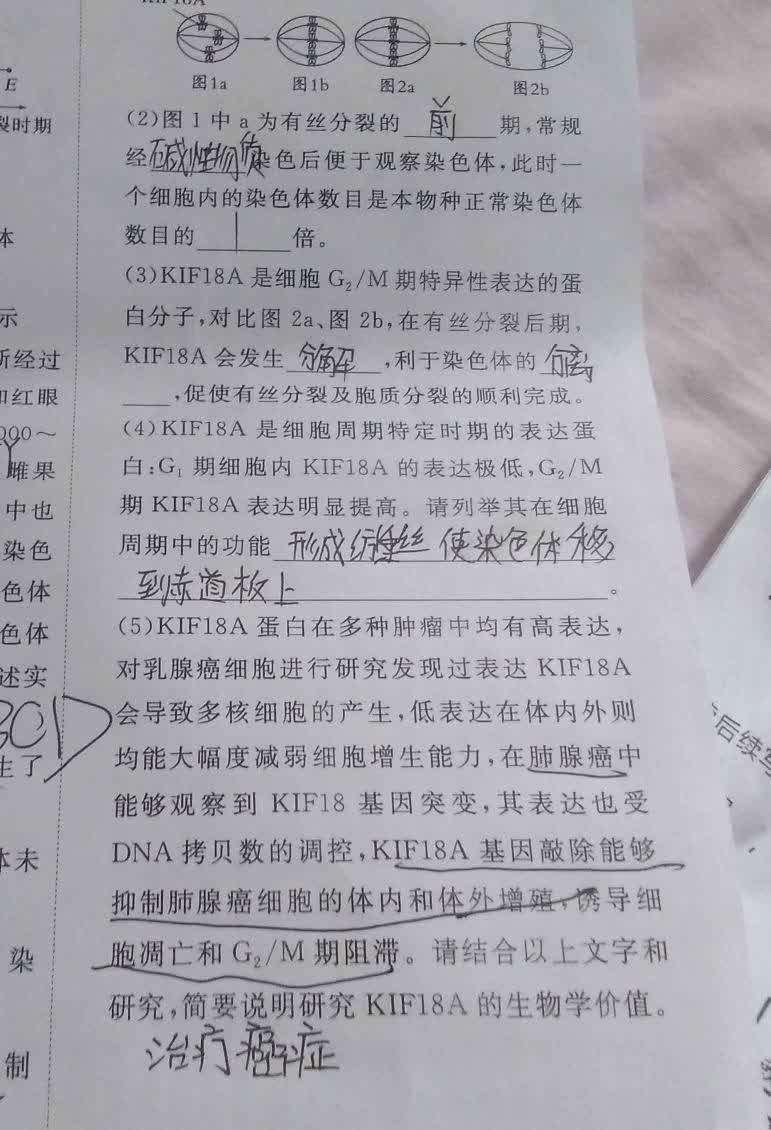 KIF18A
图1a 图1b 图2a 图2b
(2)图 1 中 a 为有丝分裂的 前 期,常规
经碱性物质染色后便于观察染色体,此时一
个细胞内的染色体数目是本物种正常染色体
数目的 1 倍。
(3)KIF18A 是细胞 G₂/M 期特异性表达的蛋
白分子,对比图 2a、图 2b,在有丝分裂后期,
KIF18A 会发生 分解 ,利于染色体的 分离
,促使有丝分裂及胞质分裂的顺利完成。
(4)KIF18A 是细胞周期特定时期的表达蛋
白:G₁ 期细胞内 KIF18A 的表达极低,G₂/M
期 KIF18A 表达明显提高。请列举其在细胞
周期中的功能 形成纺锤丝 使染色体移
到赤道板上 。
(5)KIF18A 蛋白在多种肿瘤中均有高表达,
对乳腺癌细胞进行研究发现过表达 KIF18A
会导致多核细胞的产生,低表达在体内外则
均能大幅度减弱细胞增生能力,在肺腺癌中
能够观察到 KIF18 基因突变,其表达也受
DNA 拷贝数的调控,KIF18A 基因敲除能够
抑制肺腺癌细胞的体内和体外增殖,诱导细
胞凋亡和 G₂/M 期阻滞。请结合以上文字和
研究,简要说明研究 KIF18A 的生物学价值。
治疗癌症
E
裂时期
体
示
所经过
和红眼
000~
雌果
中也
染色
色体
色体
述实
生了
体未
染
制
后续写